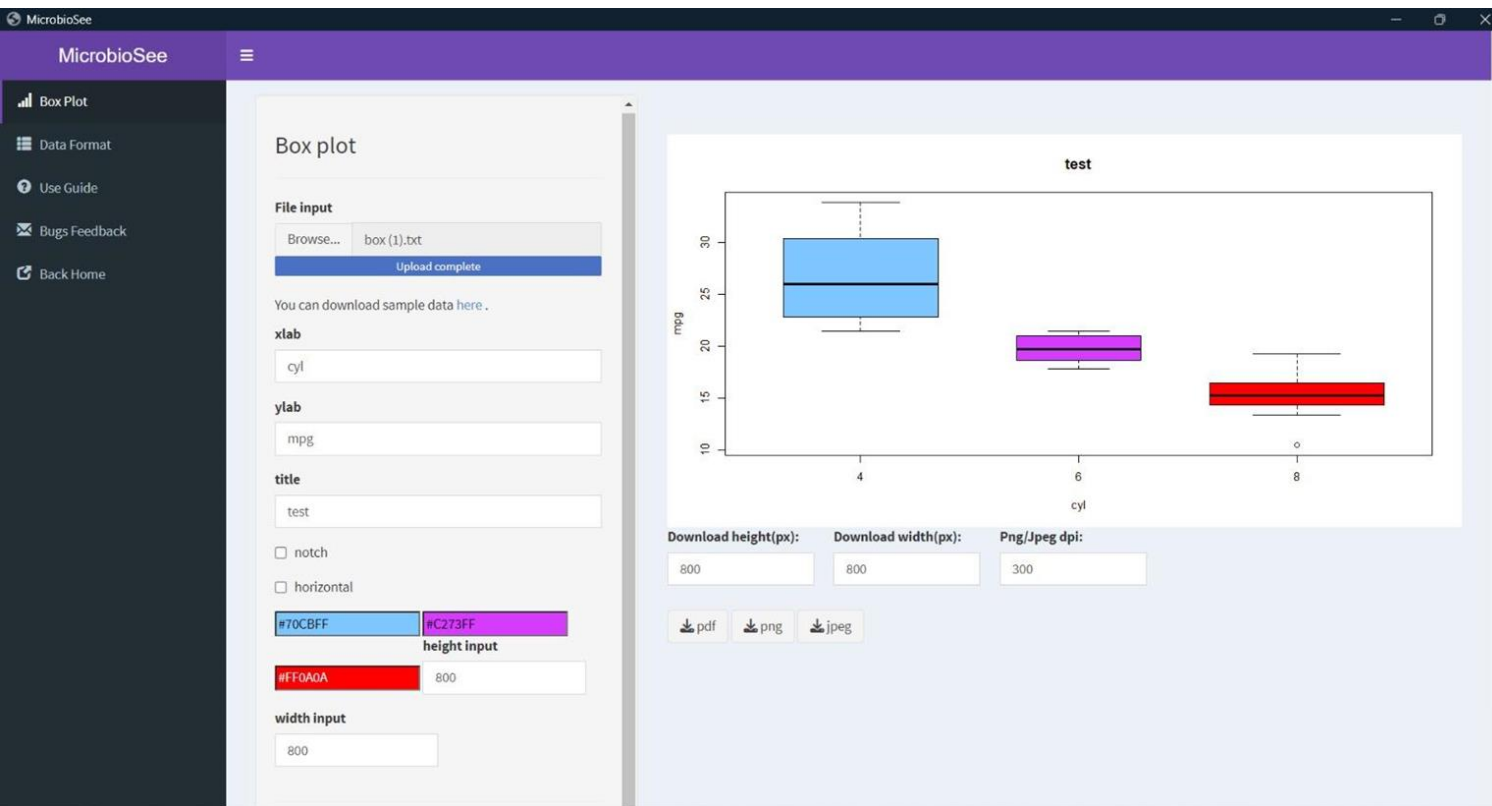 MicrobioSee
MicrobioSee
Box Plot
Data Format
Use Guide
Bugs Feedback
Back Home
Box plot
File input
Browse... box (1).txt
Upload complete
You can download sample data here .
xlab
cyl
ylab
mpg
title
test
notch
horizontal
#70CBFF #C273FF
height input
#FF0A0A 800
width input
800
test
mpg
30
25
20
15
10
4 6 8
cyl
Download height(px): Download width(px): Png/Jpeg dpi:
800 800 300
pdf png jpeg